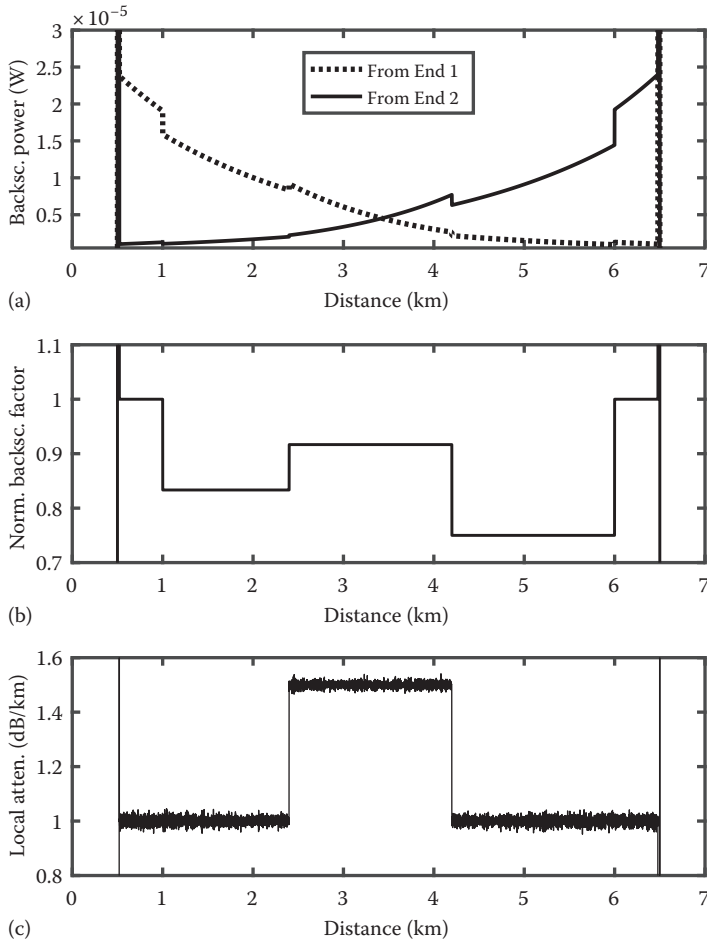 × 10⁻⁵
3
2.5
2
1.5
1
0.5
Backsc. power (W)
From End 1
From End 2
0 1 2 3 4 5 6 7
(a)
Distance (km)
1.1
1
0.9
0.8
0.7
Norm. backsc. factor
0 1 2 3 4 5 6 7
(b)
Distance (km)
1.6
1.4
1.2
1
0.8
Local atten. (dB/km)
0 1 2 3 4 5 6 7
(c)
Distance (km)